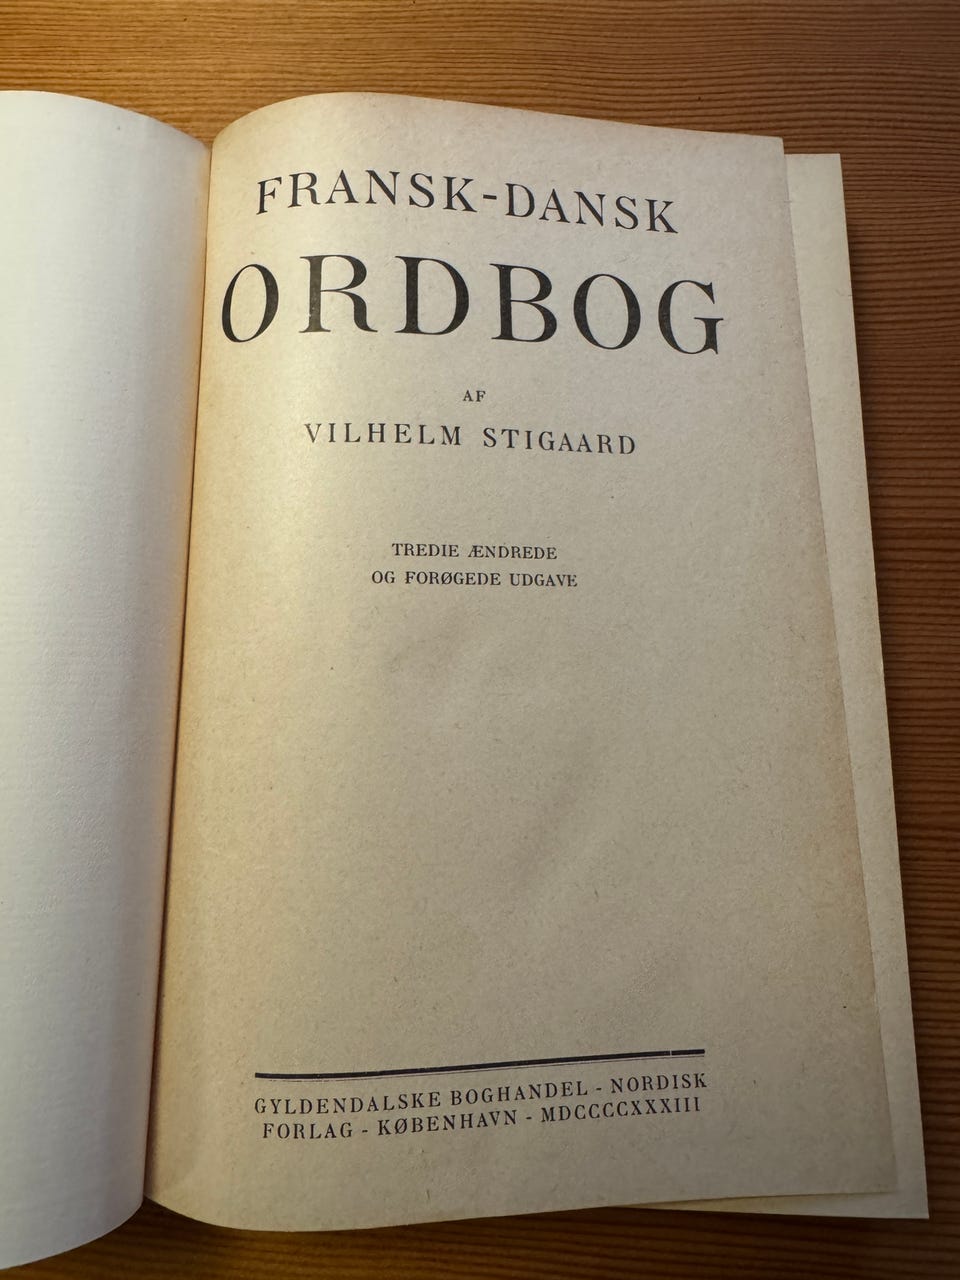 FRANSK-DANSK
ORDBOG
AF
VILHELM STIGAARD
TREDIE ÆNDREDE
OG FORØGEDE UDGAVE
GYLDENDALSKE BOGHANDEL - NORDISK
FORLAG - KØBENHAVN - MDCCCCXXXIII